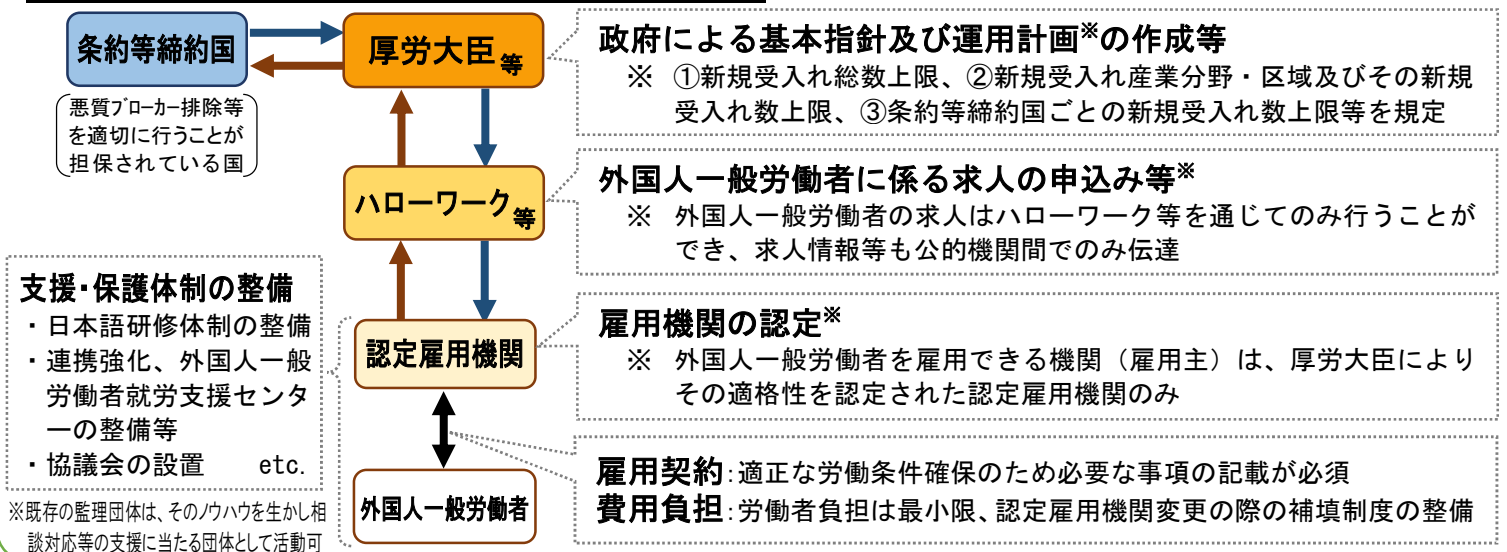 条約等締約国
厚労大臣等
悪質ブローカー排除等
を適切に行うことが
担保されている国
政府による基本指針及び運用計画※の作成等
※ ①新規受入れ総数上限、②新規受入れ産業分野・区域及びその新規
受入れ数上限、③条約等締約国ごとの新規受入れ数上限等を規定
ハローワーク等
外国人一般労働者に係る求人の申込み等※
※ 外国人一般労働者の求人はハローワーク等を通じてのみ行うことが
でき、求人情報等も公的機関間でのみ伝達
支援・保護体制の整備
・日本語研修体制の整備
・連携強化、外国人一般
労働者就労支援センタ
ーの整備等
・協議会の設置 etc.
※既存の監理団体は、そのノウハウを生かし相
談対応等の支援に当たる団体として活動可
認定雇用機関
雇用機関の認定※
※ 外国人一般労働者を雇用できる機関（雇用主）は、厚労大臣により
その適格性を認定された認定雇用機関のみ
外国人一般労働者
雇用契約：適正な労働条件確保のため必要な事項の記載が必須
費用負担：労働者負担は最小限、認定雇用機関変更の際の補填制度の整備